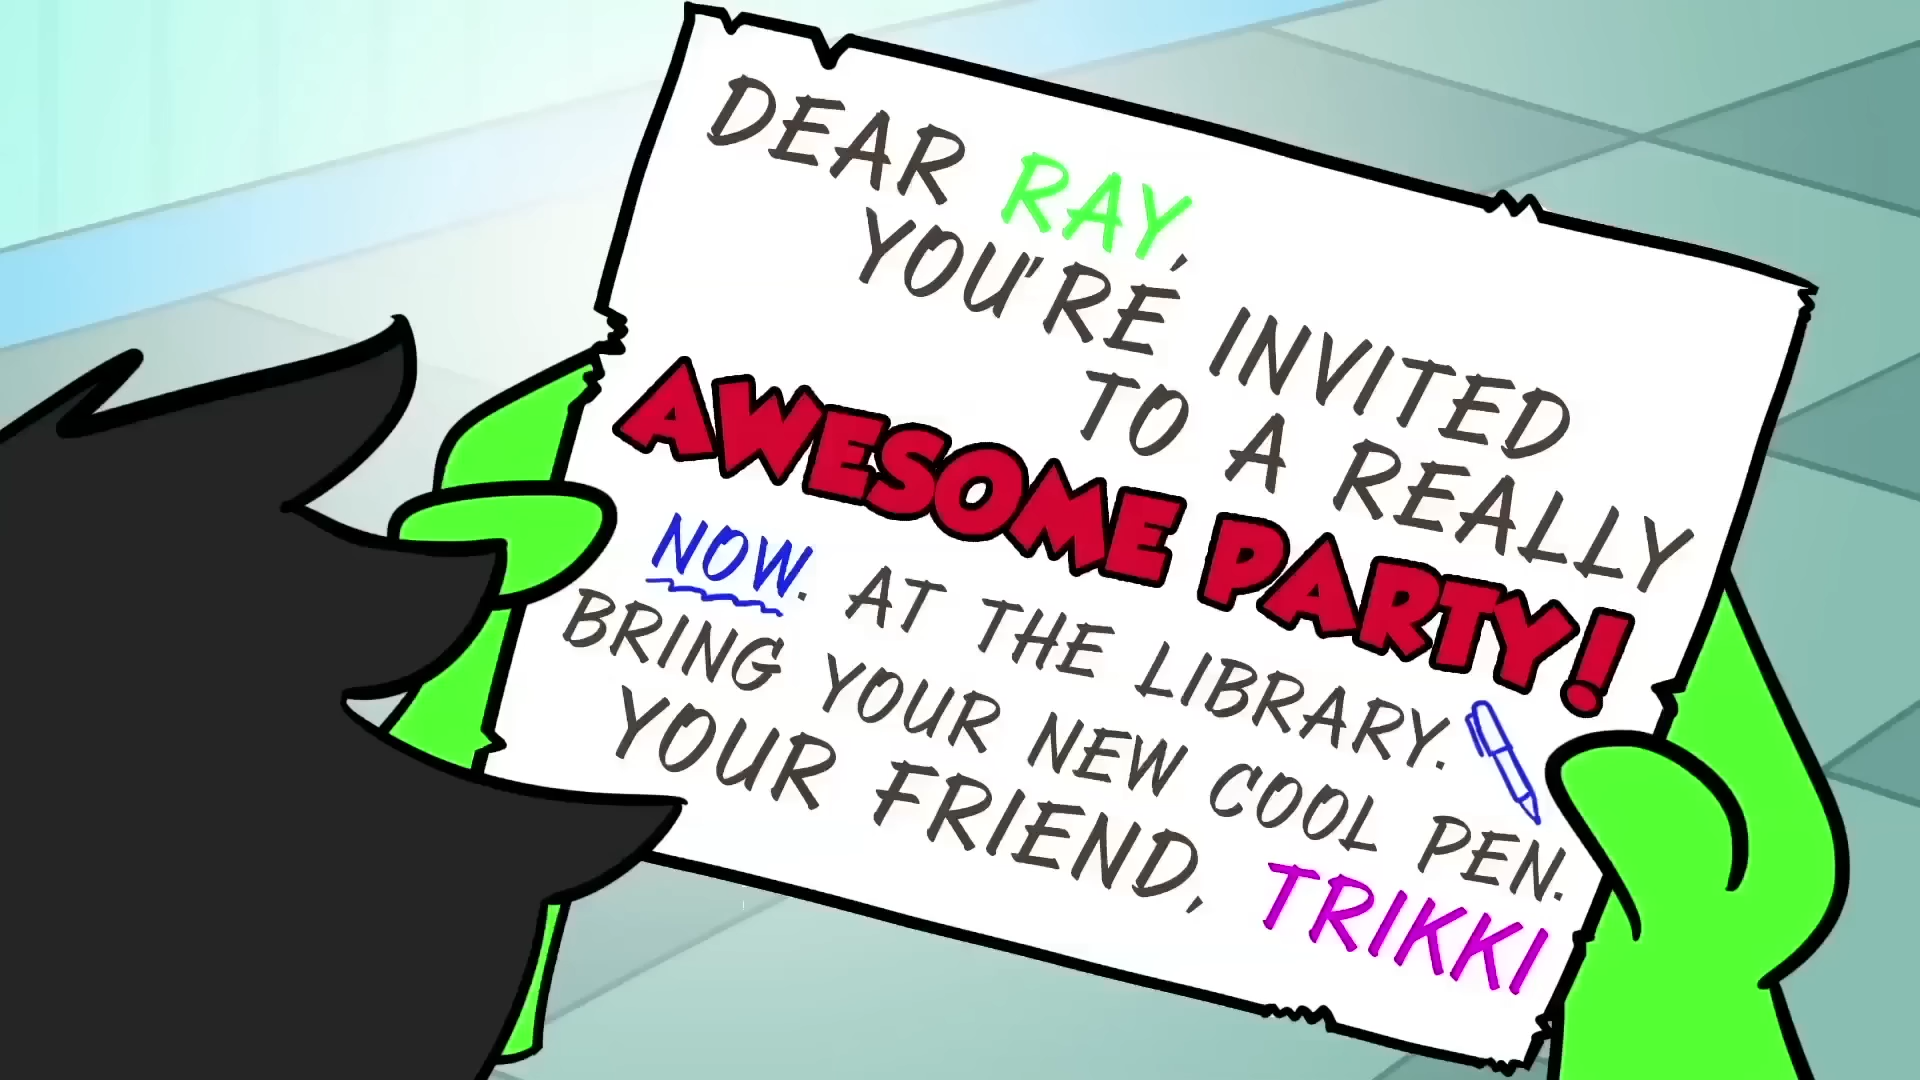 DEAR RAY,
YOU'RE INVITED
TO A REALLY
AWESOME PARTY!
NOW. AT THE LIBRARY.
BRING YOUR NEW COOL PEN.
YOUR FRIEND, TRIKKI